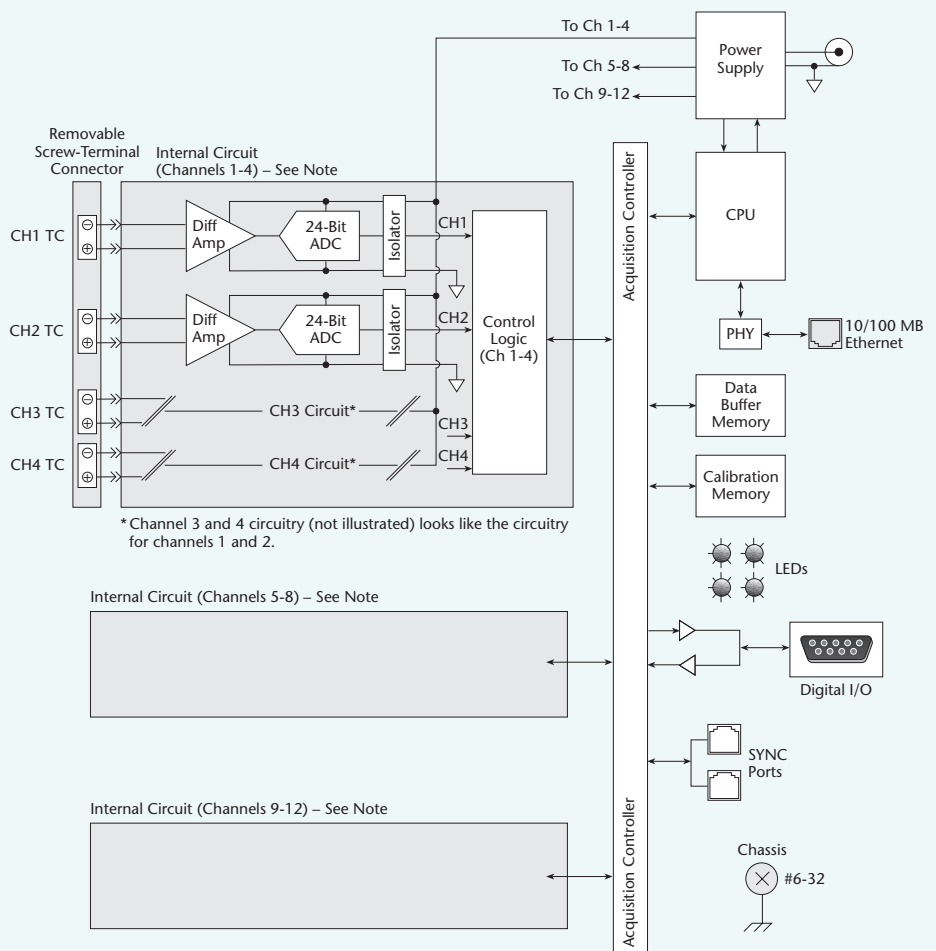 To Ch 1-4
To Ch 5-8
To Ch 9-12
Power
Supply
Removable
Screw-Terminal
Connector
Internal Circuit
(Channels 1-4) – See Note
CH1 TC
Diff
Amp
24-Bit
ADC
Isolator
CH1
CH2 TC
Diff
Amp
24-Bit
ADC
Isolator
CH2
Control
Logic
(Ch 1-4)
CH3 TC
CH3 Circuit*
CH3
CH4 TC
CH4 Circuit*
CH4
* Channel 3 and 4 circuitry (not illustrated) looks like the circuitry
for channels 1 and 2.
Internal Circuit (Channels 5-8) – See Note
Internal Circuit (Channels 9-12) – See Note
Acquisition Controller
Acquisition Controller
CPU
PHY
10/100 MB
Ethernet
Data
Buffer
Memory
Calibration
Memory
LEDs
Digital I/O
SYNC
Ports
Chassis
#6-32